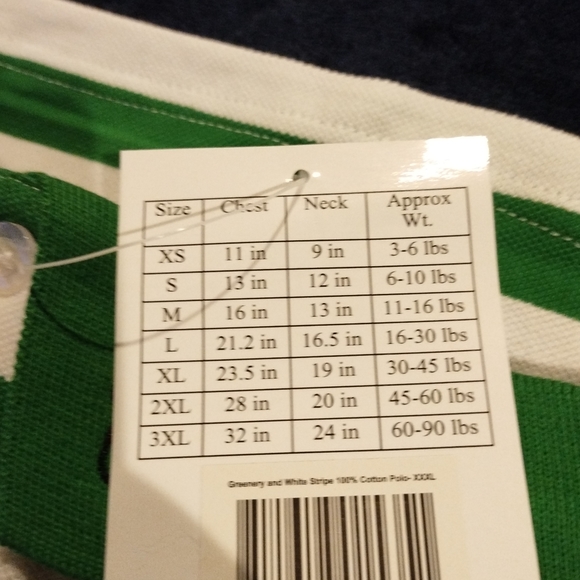 Size Chest Neck Approx Wt.
XS 11 in 9 in 3-6 lbs
S 13 in 12 in 6-10 lbs
M 16 in 13 in 11-16 lbs
L 21.2 in 16.5 in 16-30 lbs
XL 23.5 in 19 in 30-45 lbs
2XL 28 in 20 in 45-60 lbs
3XL 32 in 24 in 60-90 lbs
Greenery and White Stripe 100% Cotton Polo- XXXL